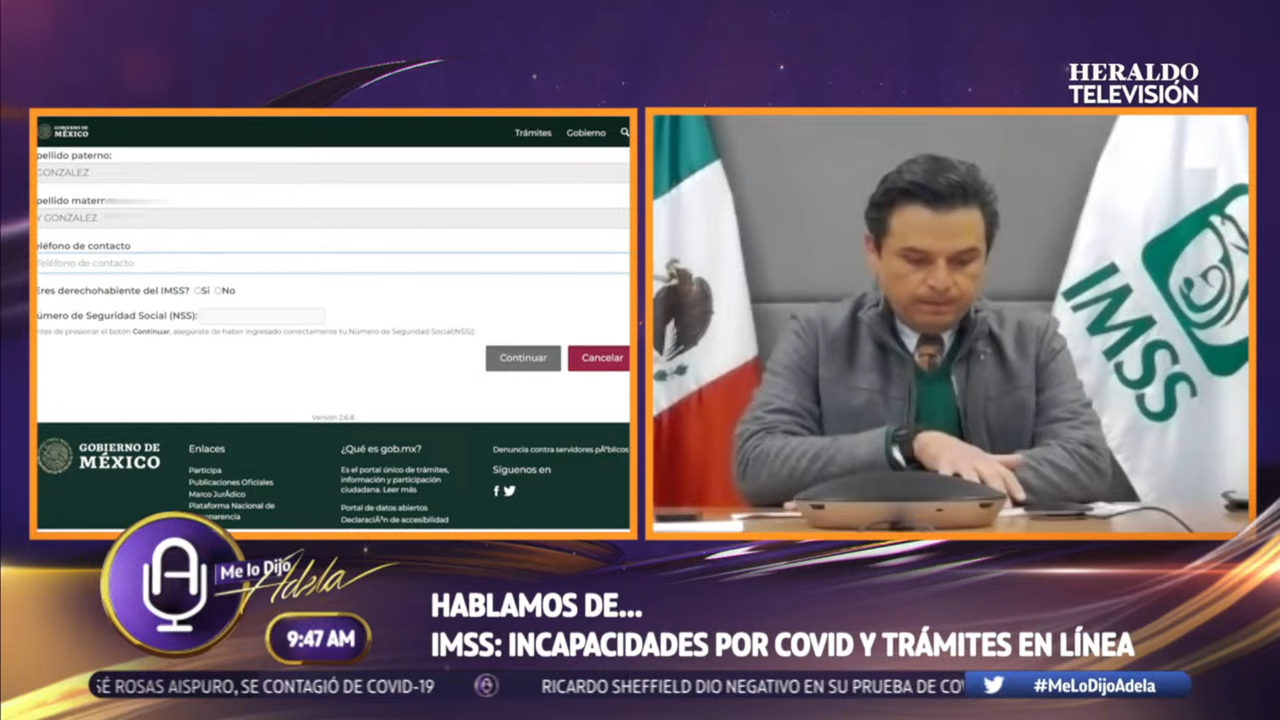 HERALDO
TELEVISIÓN
GOBIERNO DE
MÉXICO
Trámites Gobierno
pellido paterno:
GONZALEZ
pellido matern
Y GONZALEZ
eléfono de contacto
Teléfono de contacto
Eres derechohabiente del IMSS? Si No
úmero de Seguridad Social (NSS):
ntes de presionar el botón Continuar, asegúrate de haber ingresado correctamente tu Número de Seguridad Social(NSS)
Continuar Cancelar
Versión 2.6.8
GOBIERNO DE
MÉXICO
Enlaces
Participa
Publicaciones Oficiales
Marco JurÃdico
Plataforma Nacional de
sparencia
¿Qué es gob.mx?
Es el portal único de trámites,
información y participación
ciudadana. Leer más
Portal de datos abiertos
DeclaraciÃ³n de accesibilidad
Denuncia contra servidores pÃºblicos
Síguenos en
IMSS
Me lo Dijo
Adela
9:47 AM
HABLAMOS DE...
IMSS: INCAPACIDADES POR COVID Y TRÁMITES EN LÍNEA
SÉ ROSAS AISPURO, SE CONTAGIÓ DE COVID-19 RICARDO SHEFFIELD DIO NEGATIVO EN SU PRUEBA DE COV
#MeLoDijoAdela